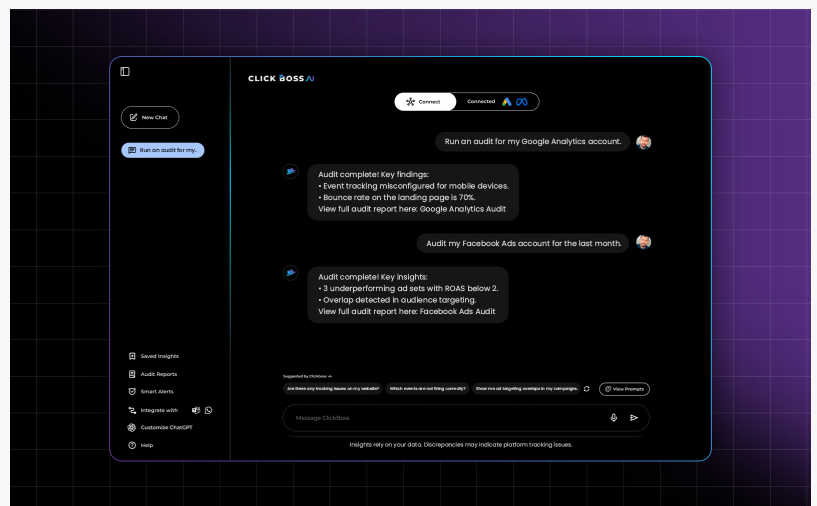 CLICK BOSS AI
Connect
Connected
New Chat
Run an audit for my..
Run an audit for my Google Analytics account.
Audit complete! Key findings:
• Event tracking misconfigured for mobile devices.
• Bounce rate on the landing page is 70%.
View full audit report here: Google Analytics Audit
Audit my Facebook Ads account for the last month.
Audit complete! Key insights:
• 3 underperforming ad sets with ROAS below 2.
• Overlap detected in audience targeting.
View full audit report here: Facebook Ads Audit
Saved Insights
Audit Reports
Smart Alerts
Integrate with
Customize ChatGPT
Help
Suggested by Clickboss
Are there any tracking issues on my website?
Which events are not firing correctly?
Show me ad targeting overlaps in my campaigns.
View Prompts
Message ClickBoss
Insights rely on your data. Discrepancies may indicate platform tracking issues.